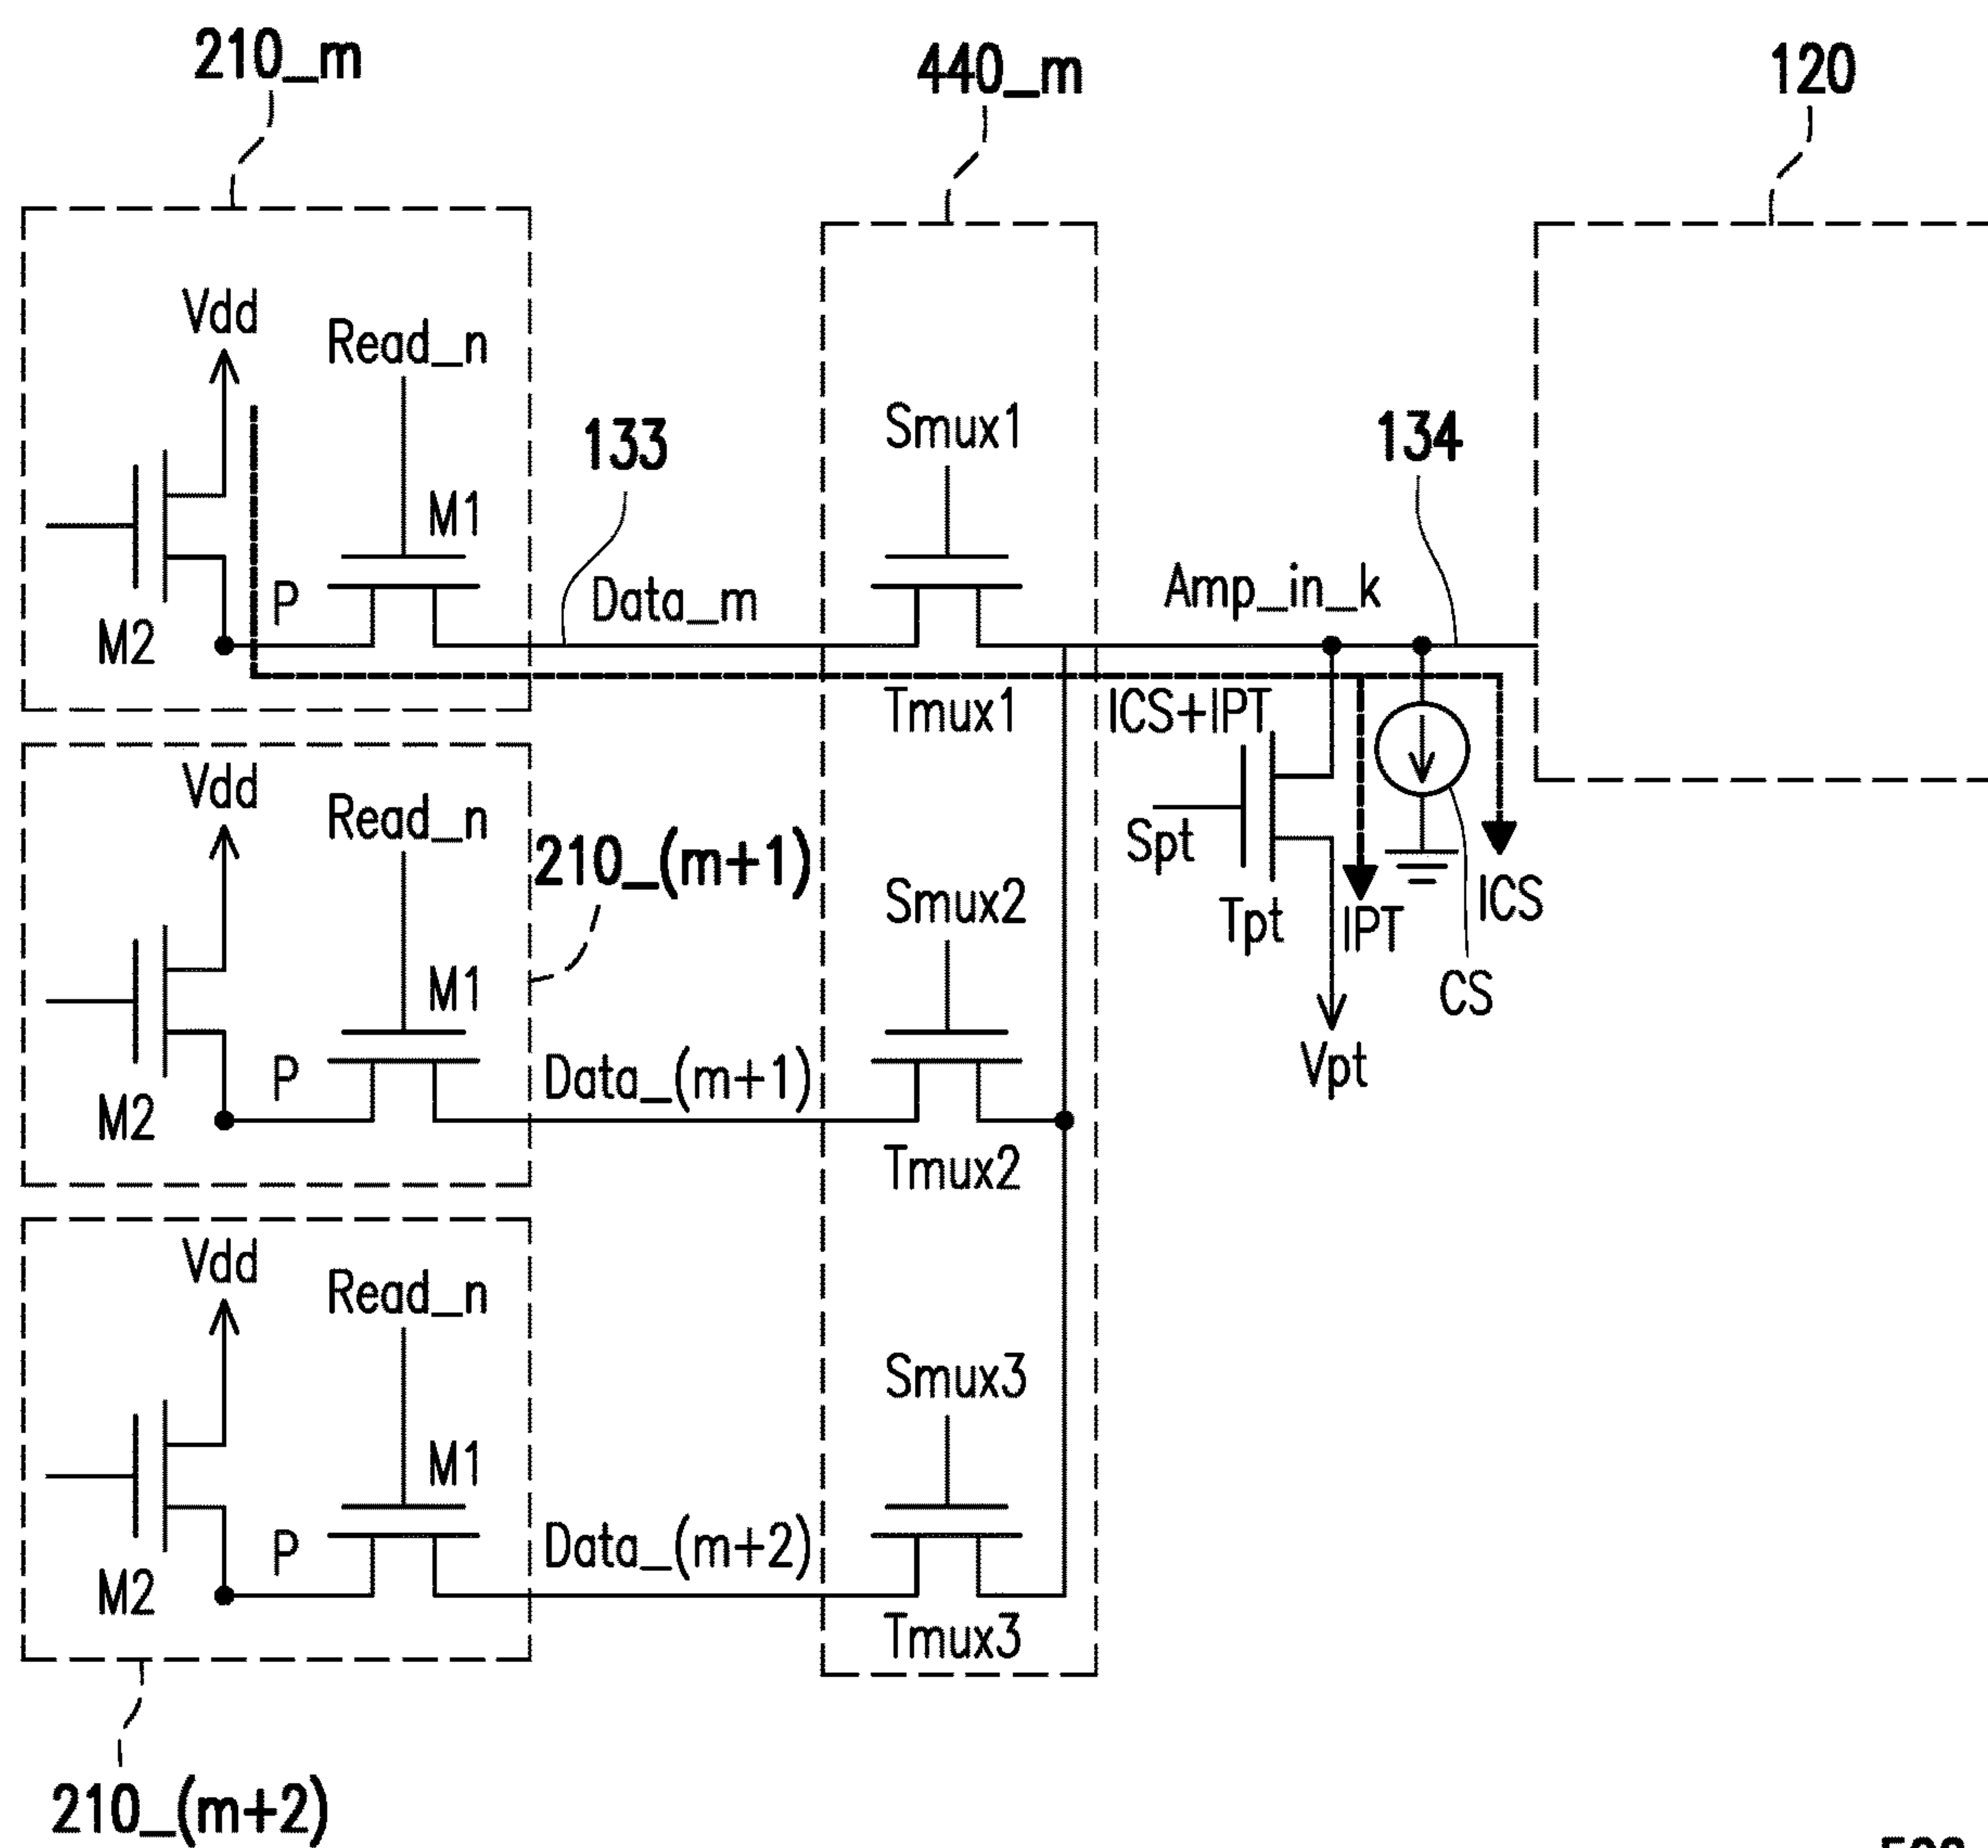 210_m
440_m
120
Vdd
Read_n
Smux1
133
134
M1
P
Data_m
Amp_in_k
M2
Tmux1
ICS+IPT
Vdd
Read_n
210_(m+1)
Spt
Smux2
Tpt
IPT
ICS
M1
CS
P
Data_(m+1)
Vpt
M2
Tmux2
Vdd
Read_n
Smux3
M1
P
Data_(m+2)
M2
Tmux3
210_(m+2)